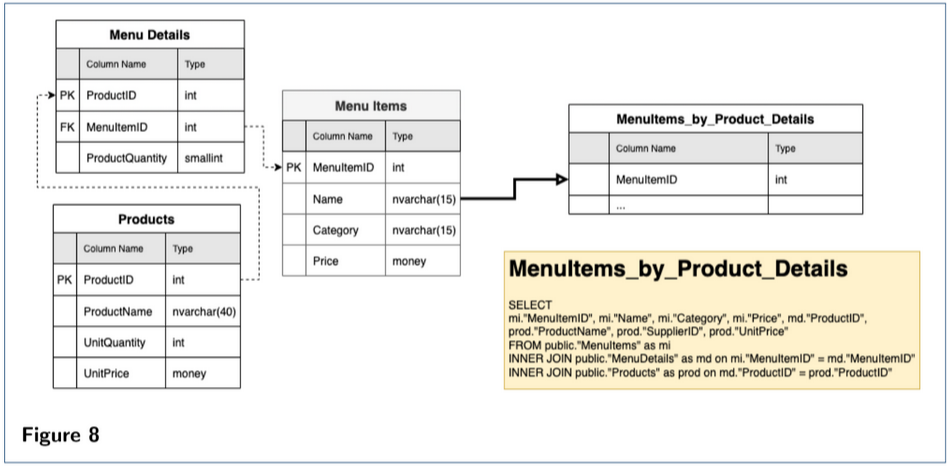 Menu Details
Column Name Type
PK ProductID int
FK MenuItemID int
ProductQuantity smallint
Products
Column Name Type
PK ProductID int
ProductName nvarchar(40)
UnitQuantity int
UnitPrice money
Menu Items
Column Name Type
PK MenuItemID int
Name nvarchar(15)
Category nvarchar(15)
Price money
MenuItems_by_Product_Details
Column Name Type
MenuItemID int
...
MenuItems_by_Product_Details
SELECT
mi."MenuItemID", mi."Name", mi."Category", mi."Price", md."ProductID",
prod."ProductName", prod."SupplierID", prod."UnitPrice"
FROM public."MenuItems" as mi
INNER JOIN public."MenuDetails" as md on mi."MenuItemID" = md."MenuItemID"
INNER JOIN public."Products" as prod on md."ProductID" = prod."ProductID"
Figure 8